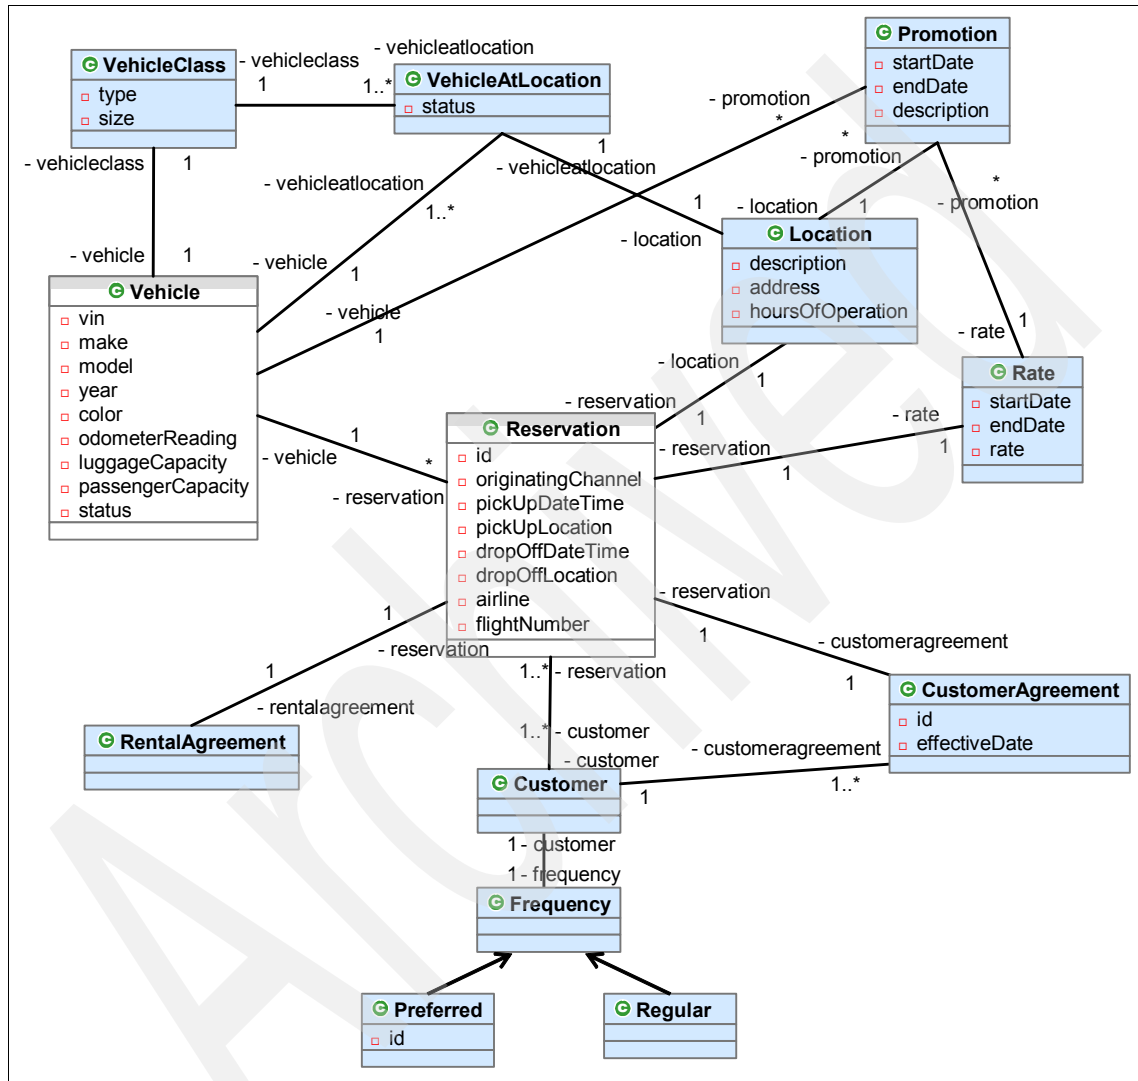 Promotion
startDate
endDate
description
VehicleClass
type
size
- vehicleclass
1
- vehicleatlocation
1..*
VehicleAtLocation
status
- promotion
*
- vehicleclass
1
- vehicleatlocation
1..*
1
- vehicleatlocation
*
- promotion
*
- promotion
- location
1
1
- location
Location
description
address
hoursOfOperation
- vehicle
1
- vehicle
1
- vehicle
1
Vehicle
vin
make
model
year
color
odometerReading
luggageCapacity
passengerCapacity
status
1
- rate
Rate
startDate
endDate
rate
- location
1
- reservation
1
- rate
1
- reservation
1
1
- vehicle
*
- reservation
Reservation
id
originatingChannel
pickUpDateTime
pickUpLocation
dropOffDateTime
dropOffLocation
airline
flightNumber
- reservation
1
- customeragreement
1
1
- reservation
1
- rentalagreement
1..*
- reservation
RentalAgreement
CustomerAgreement
id
effectiveDate
1..*
- customer
- customer
1
- customeragreement
1..*
Customer
1
- customer
1
- frequency
Frequency
Preferred
id
Regular
Archived